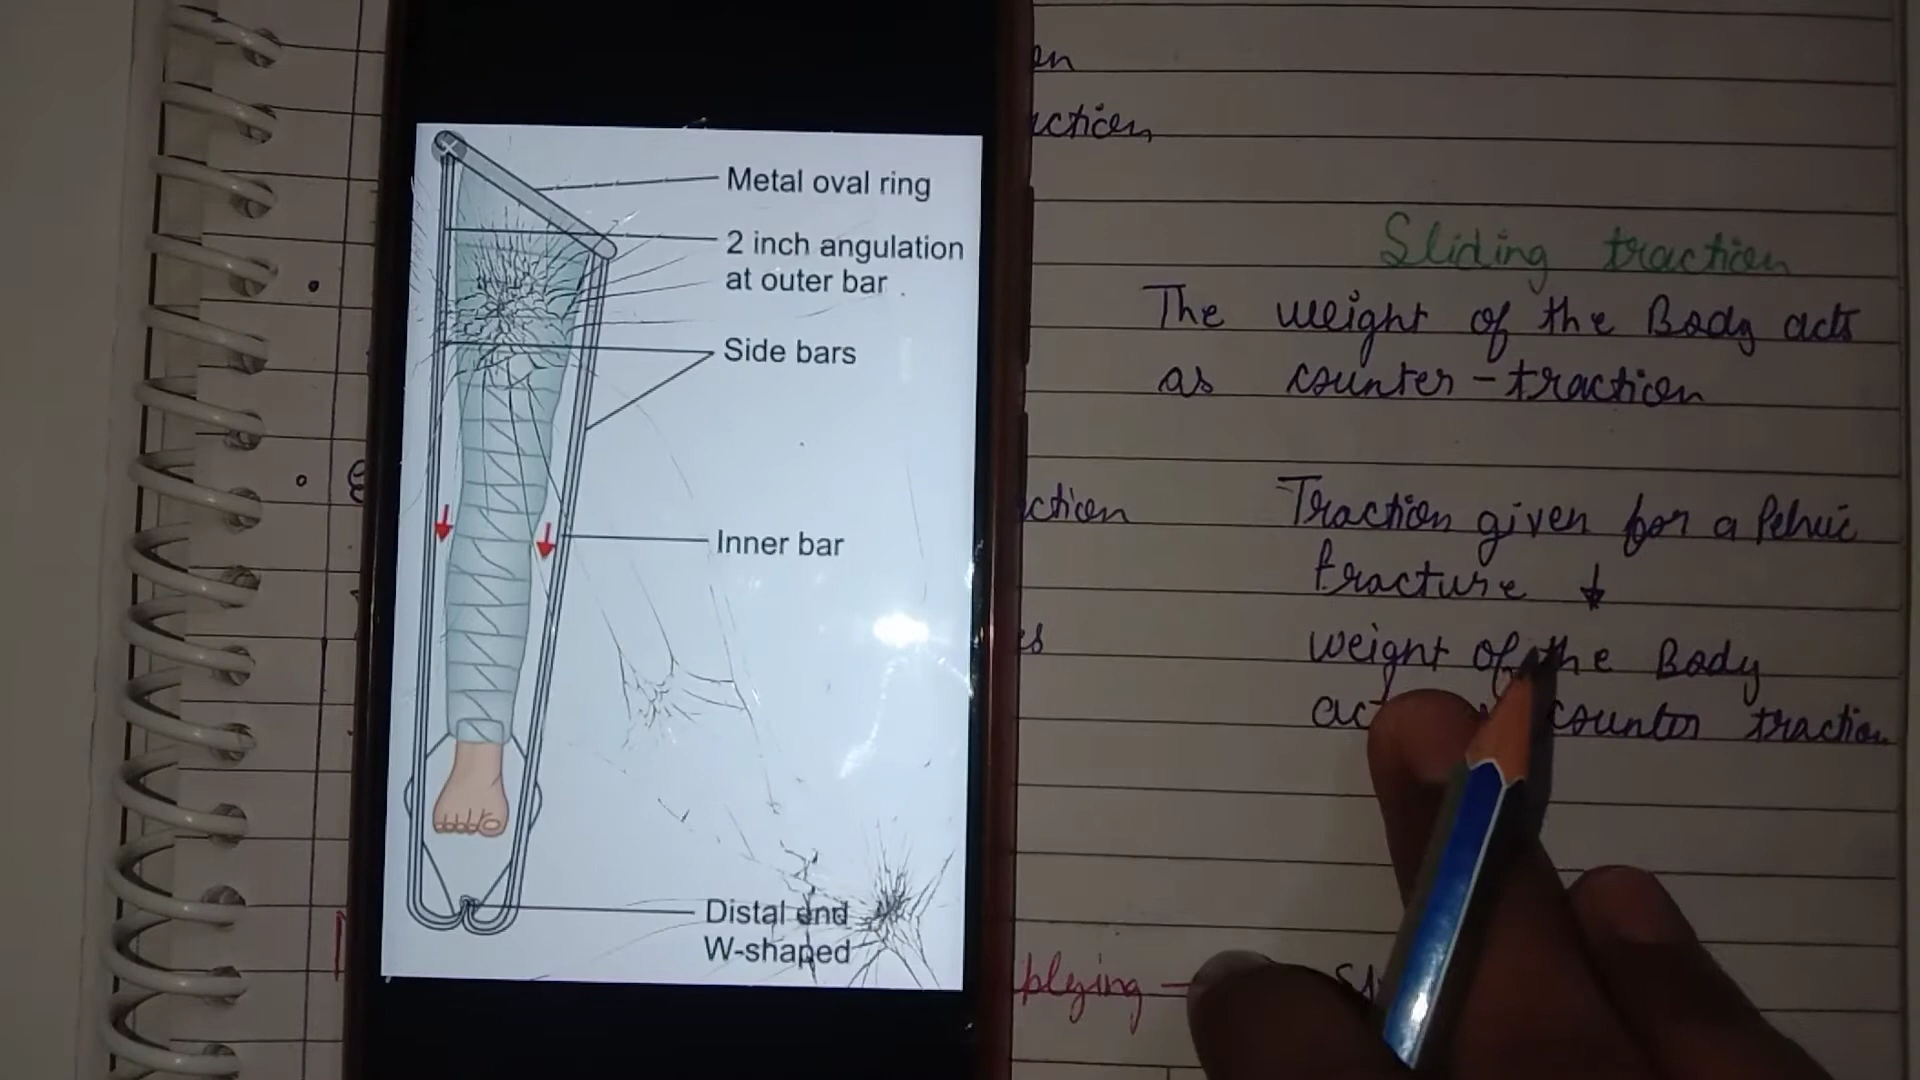 Metal oval ring
2 inch angulation
at outer bar
Side bars
Inner bar
Distal end
W-shaped
Sliding traction
The weight of the Body acts
as counter-traction
Traction given for a Pelvic
fracture
weight of the Body
counter traction